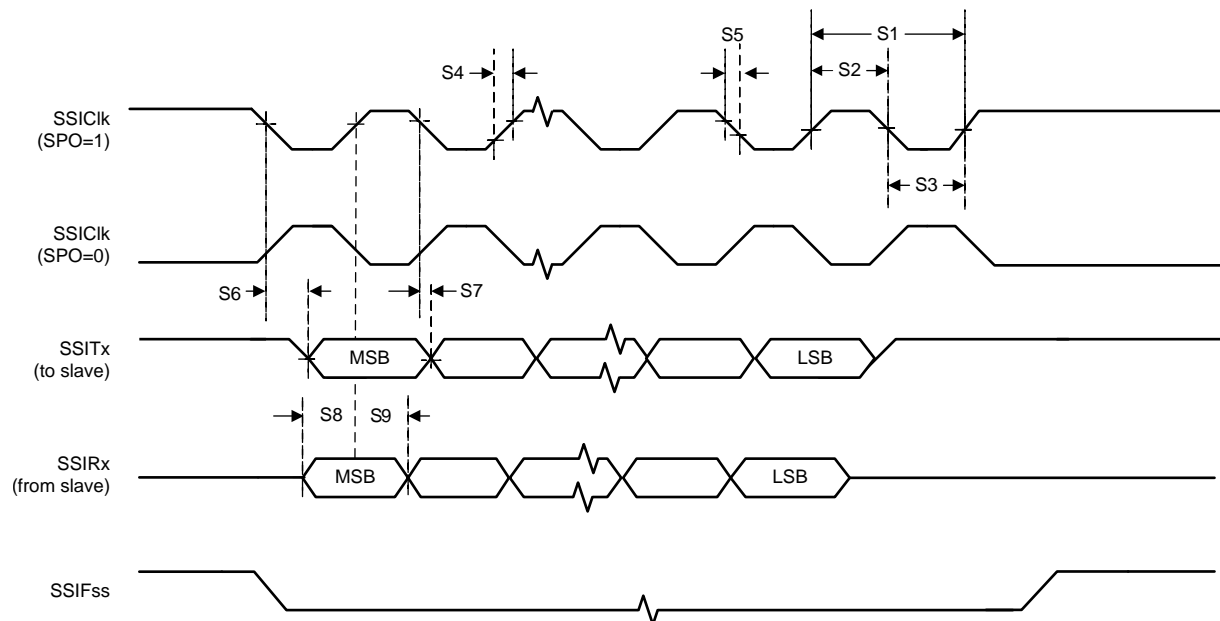 S1
S5
S2
S4
SSIClk
(SPO=1)
S3
SSIClk
(SPO=0)
S6
S7
SSITx
(to slave)
MSB
LSB
S8
S9
SSIRx
(from slave)
MSB
LSB
SSIFss